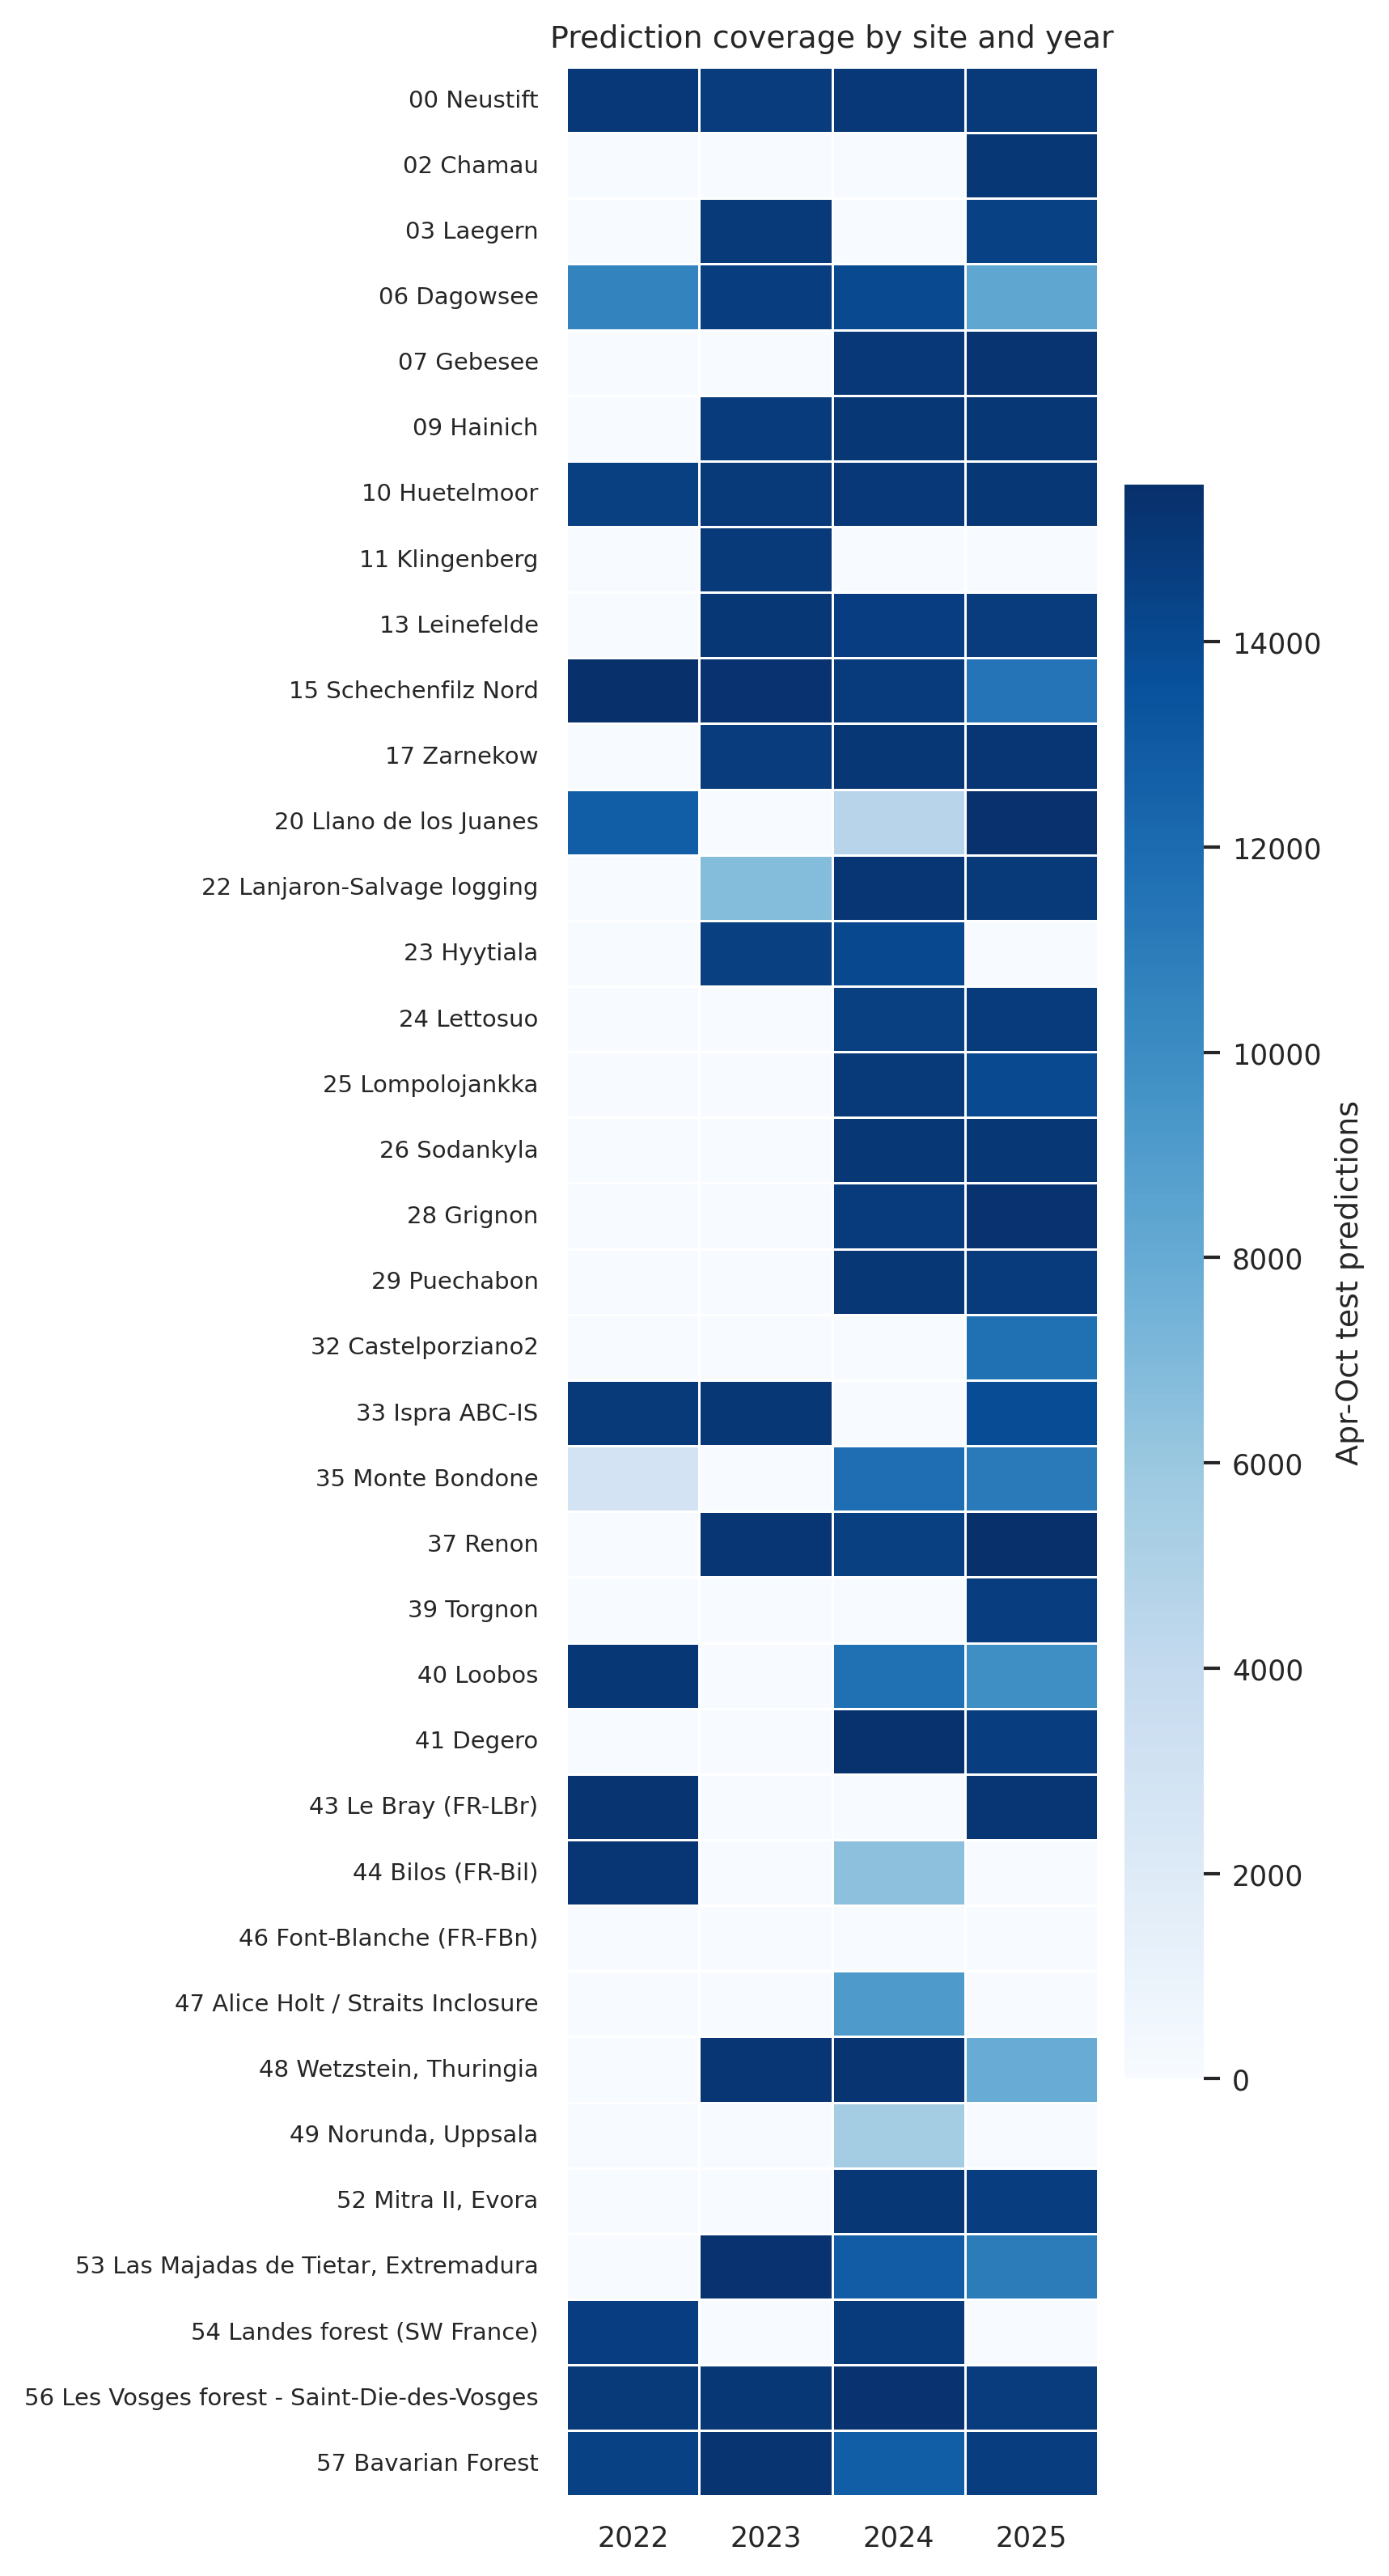 Prediction coverage by site and year
00 Neustift
02 Chamau
03 Laegern
06 Dagowsee
07 Gebesee
09 Hainich
10 Huetelmoor
11 Klingenberg
13 Leinefelde
15 Schechenfilz Nord
17 Zarnekow
20 Llano de los Juanes
22 Lanjaron-Salvage logging
23 Hyytiala
24 Lettosuo
25 Lompolojankka
26 Sodankyla
28 Grignon
29 Puechabon
32 Castelporziano2
33 Ispra ABC-IS
35 Monte Bondone
37 Renon
39 Torgnon
40 Loobos
41 Degero
43 Le Bray (FR-LBr)
44 Bilos (FR-Bil)
46 Font-Blanche (FR-FBn)
47 Alice Holt / Straits Inclosure
48 Wetzstein, Thuringia
49 Norunda, Uppsala
52 Mitra II, Evora
53 Las Majadas de Tietar, Extremadura
54 Landes forest (SW France)
56 Les Vosges forest - Saint-Die-des-Vosges
57 Bavarian Forest
2022 2023 2024 2025
14000
12000
10000
8000
6000
4000
2000
0
Apr-Oct test predictions